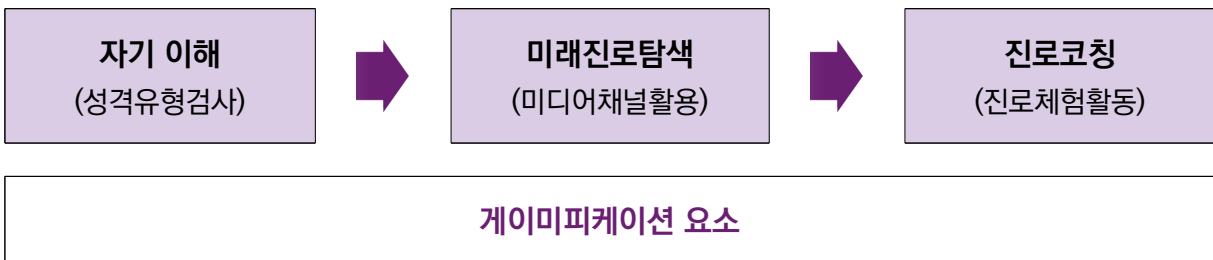 자기 이해
(성격유형검사)
미래진로탐색
(미디어채널활용)
진로코칭
(진로체험활동)
게이미피케이션 요소